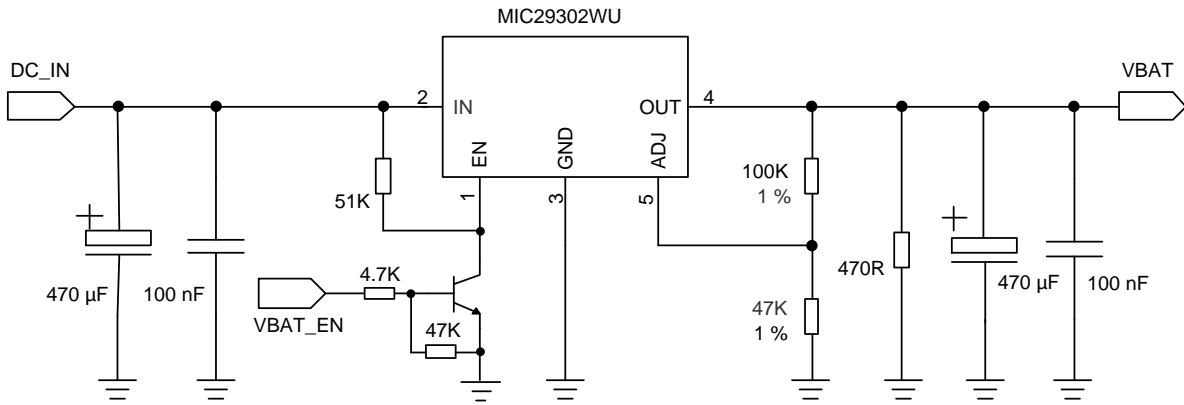 MIC29302WU
DC_IN
VBAT
2
IN
OUT
4
EN
GND
ADJ
1
3
5
51K
100K
1 %
470 µF
100 nF
4.7K
VBAT_EN
47K
470R
47K
1 %
470 µF
100 nF